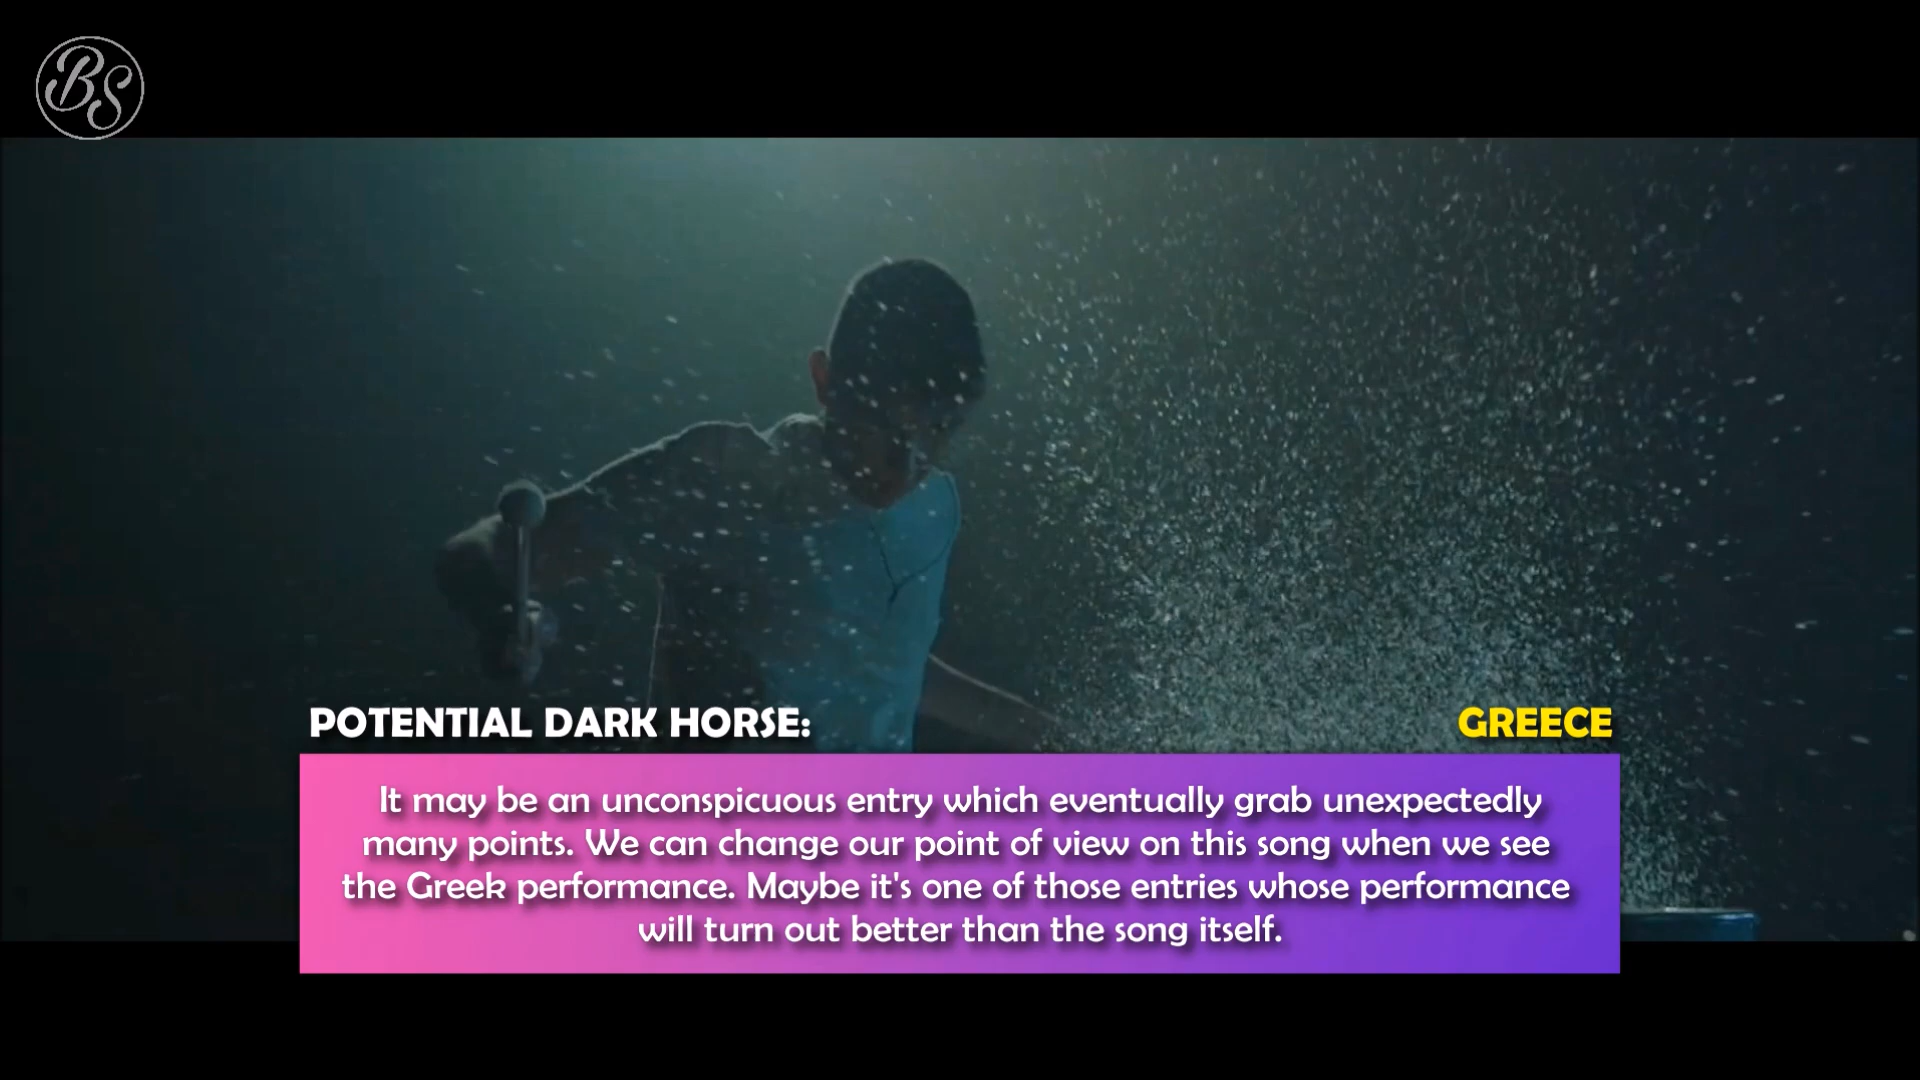 BS
POTENTIAL DARK HORSE:
GREECE
It may be an unconspicuous entry which eventually grab unexpectedly
many points. We can change our point of view on this song when we see
the Greek performance. Maybe it's one of those entries whose performance
will turn out better than the song itself.